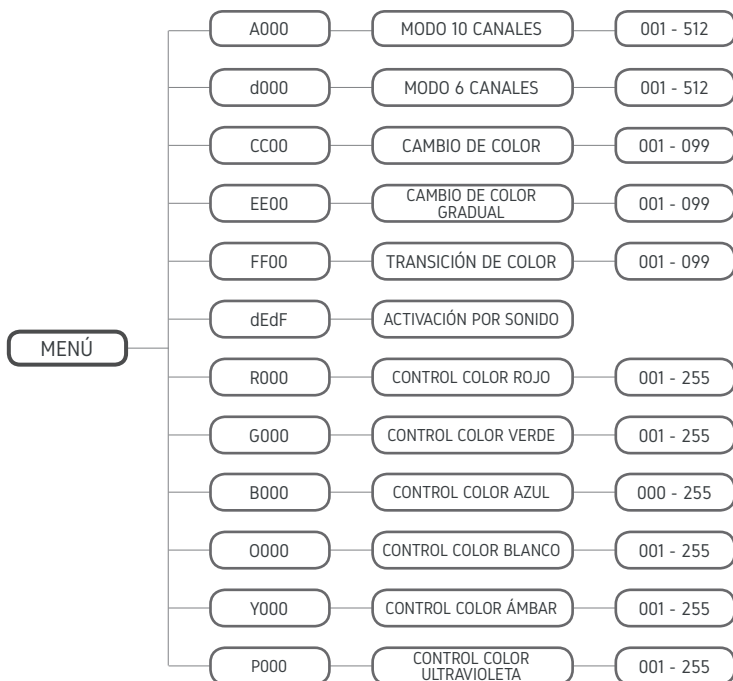 A000 MODO 10 CANALES 001 - 512
d000 MODO 6 CANALES 001 - 512
CC00 CAMBIO DE COLOR 001 - 099
EE00 CAMBIO DE COLOR
GRADUAL 001 - 099
FF00 TRANSICIÓN DE COLOR 001 - 099
dEdF ACTIVACIÓN POR SONIDO
MENÚ
R000 CONTROL COLOR ROJO 001 - 255
G000 CONTROL COLOR VERDE 001 - 255
B000 CONTROL COLOR AZUL 000 - 255
O000 CONTROL COLOR BLANCO 001 - 255
Y000 CONTROL COLOR ÁMBAR 001 - 255
P000 CONTROL COLOR
ULTRAVIOLETA 001 - 255